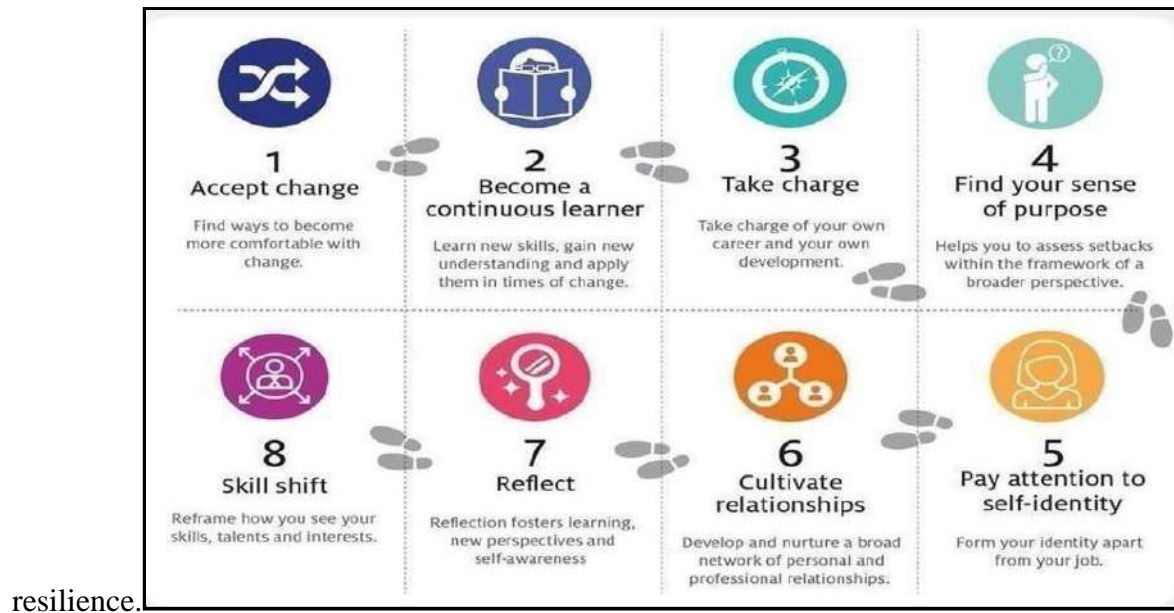 1
Accept change
Find ways to become
more comfortable with
change.
2
Become a
continuous learner
Learn new skills, gain new
understanding and apply
them in times of change.
3
Take charge
Take charge of your own
career and your own
development.
?
4
Find your sense
of purpose
Helps you to assess setbacks
within the framework of a
broader perspective.
5
Pay attention to
self-identity
Form your identity apart
from your job.
6
Cultivate
relationships
Develop and nurture a broad
network of personal and
professional relationships.
7
Reflect
Reflection fosters learning,
new perspectives and
self-awareness
8
Skill shift
Reframe how you see your
skills, talents and interests.
resilience.